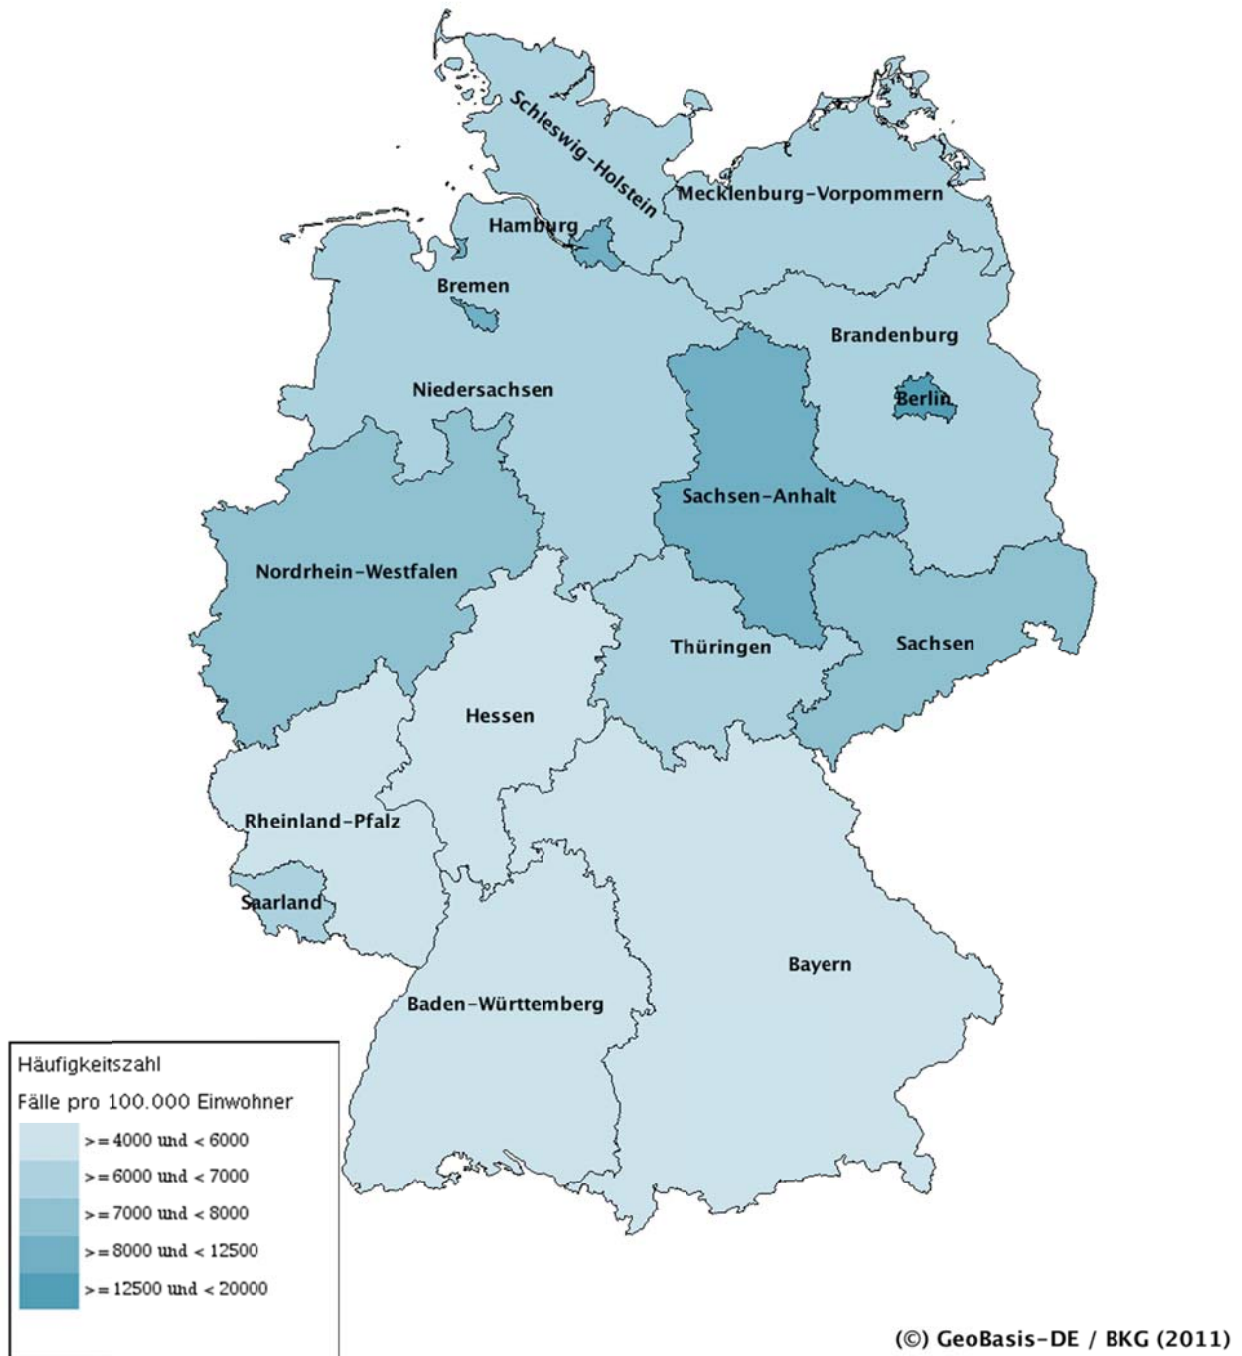 Schleswig-Holstein
Mecklenburg-Vorpommern
Hamburg
Bremen
Brandenburg
Niedersachsen
Berlin
Sachsen-Anhalt
Nordrhein-Westfalen
Thüringen
Sachsen
Hessen
Rheinland-Pfalz
Saarland
Bayern
Baden-Württemberg
Häufigkeitszahl
Fälle pro 100.000 Einwohner
>=4000 und < 6000
>=6000 und < 7000
>=7000 und < 8000
>=8000 und < 12500
>=12500 und < 20000
(©) GeoBasis-DE / BKG (2011)